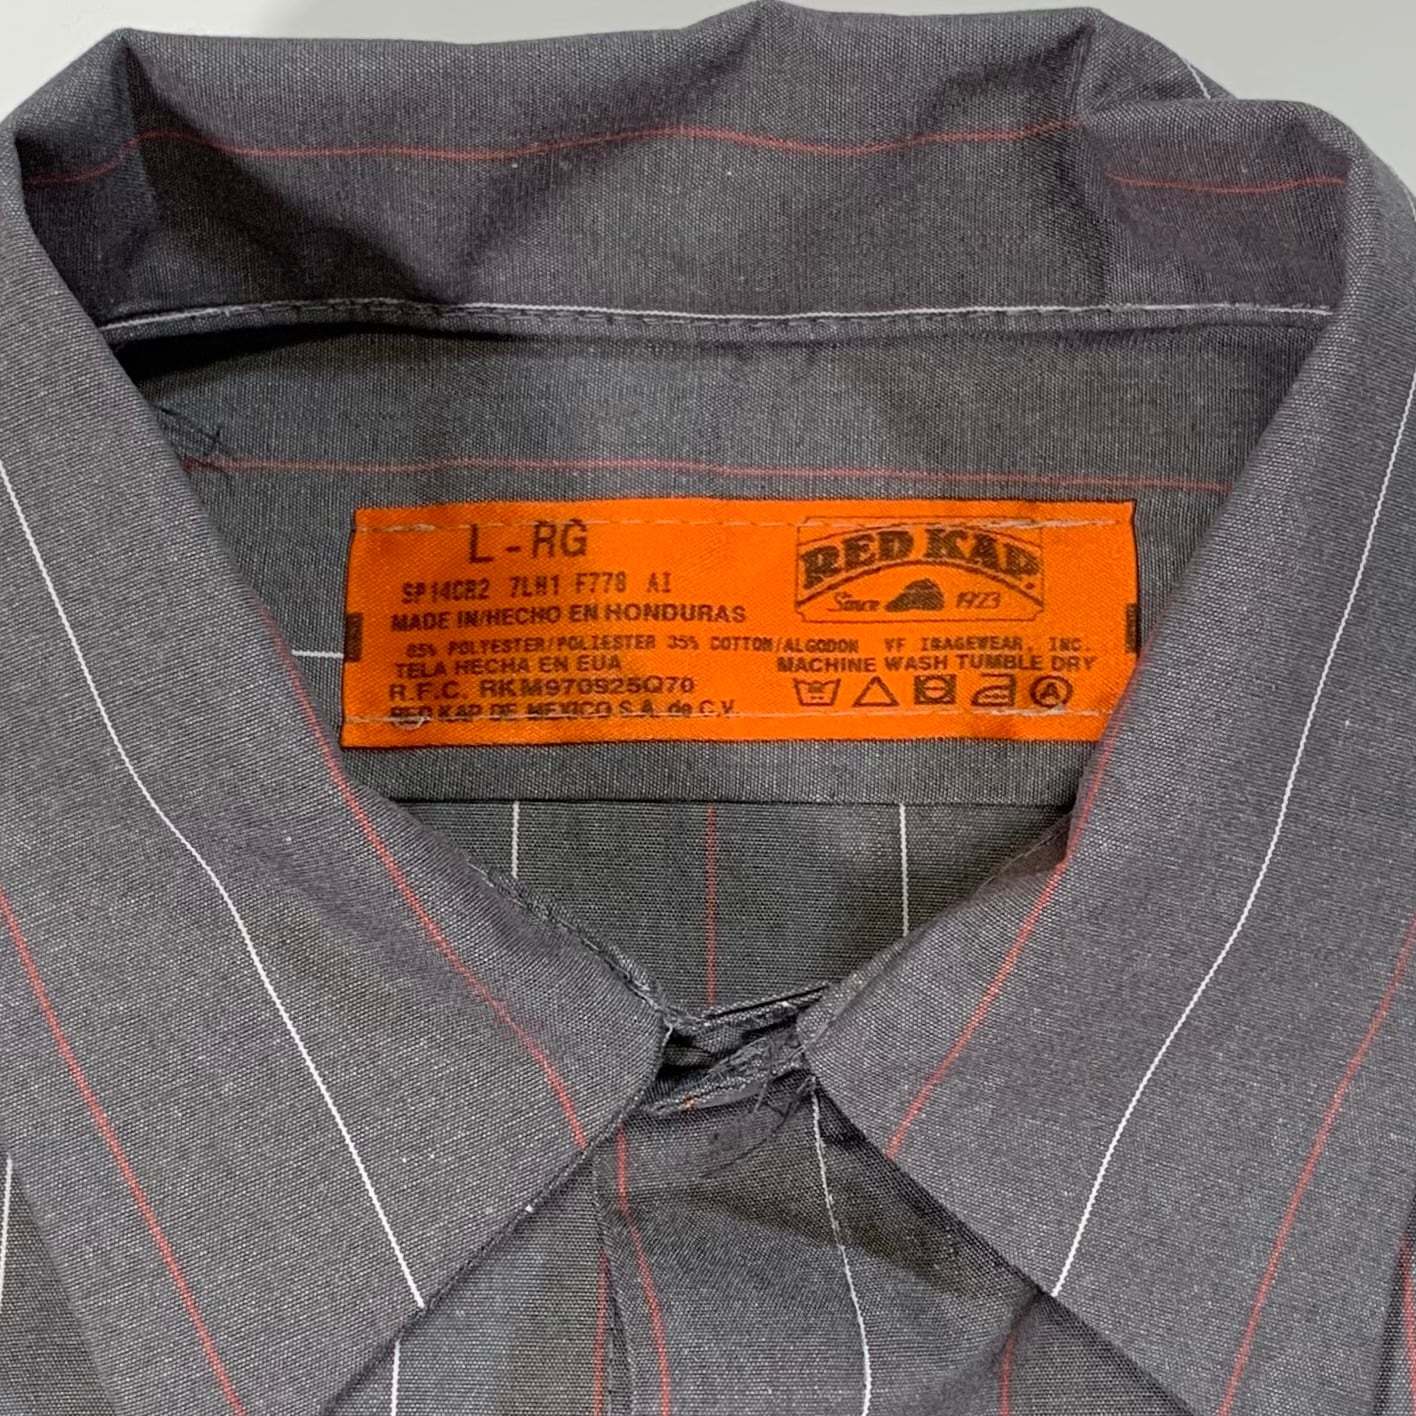 L-RG
SP14CR2 7LH1 F778 AI
MADE IN/HECHO EN HONDURAS
65% POLYESTER/POLIESTER 35% COTTON/ALGODON VF IMAGEWEAR, INC.
TELA HECHA EN EUA
R.F.C. RKM970925Q70
RED KAP DE MEXICO S.A. de C.V.
RED KAP
Since 1923
MACHINE WASH TUMBLE DRY
A